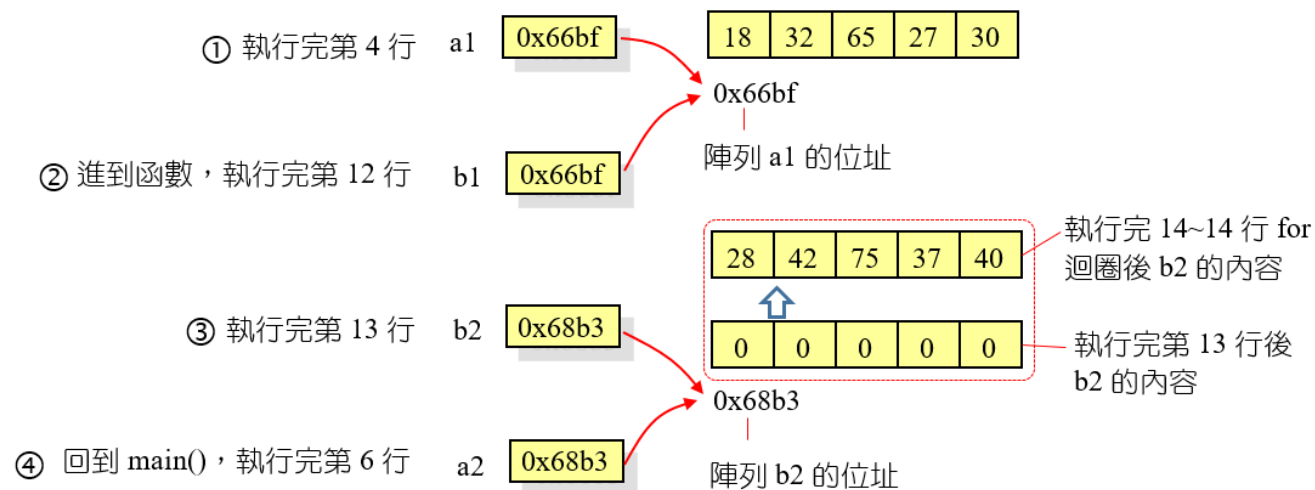 ① 執行完第 4 行 a1 0x66bf 18 32 65 27 30
0x66bf
陣列 a1 的位址
② 進到函數，執行完第 12 行 b1 0x66bf
28 42 75 37 40
執行完 14~14 行 for
迴圈後 b2 的內容
③ 執行完第 13 行 b2 0x68b3
0 0 0 0 0
執行完第 13 行後
b2 的內容
0x68b3
陣列 b2 的位址
④ 回到 main()，執行完第 6 行 a2 0x68b3